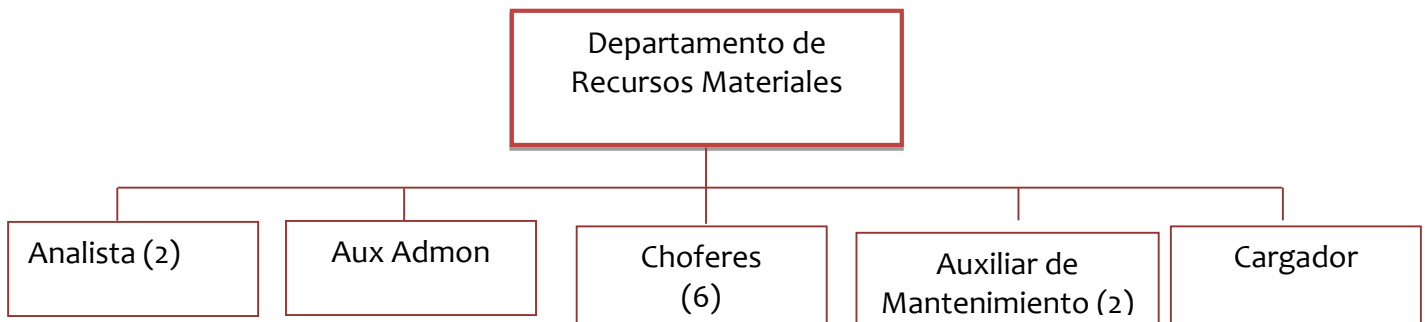 Departamento de
Recursos Materiales
Analista (2)
Aux Admon
Choferes
(6)
Auxiliar de
Mantenimiento (2)
Cargador